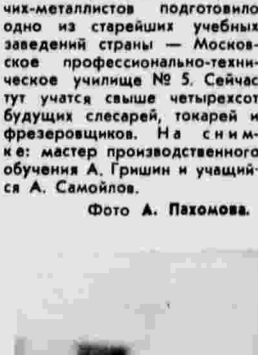 чих-металлистов подготовило
одно из старейших учебных
заведений страны — Москов-
ское профессионально-техни-
ческое училище № 5. Сейчас
тут учатся свыше четырехсот
будущих слесарей, токарей и
фрезеровщиков. На сним-
ке: мастер производственного
обучения А. Гришин и учащий-
ся А. Самойлов.
Фото А. Пахомова.